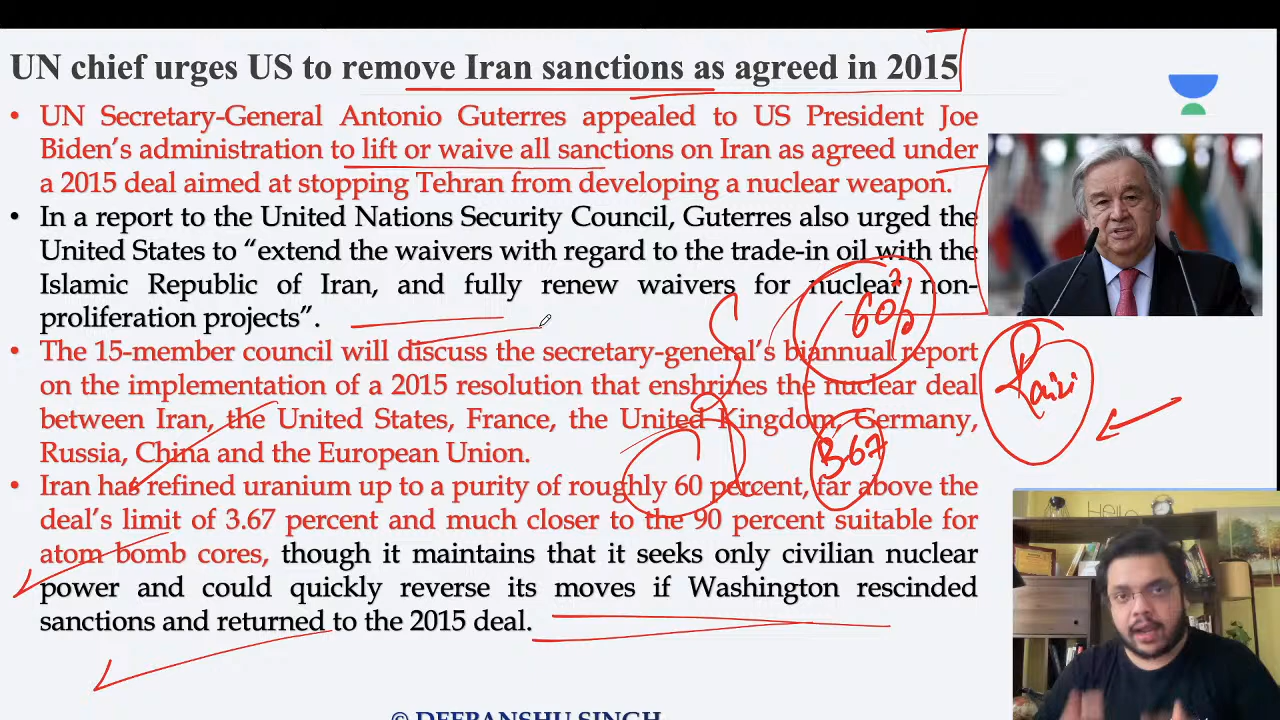 UN chief urges US to remove Iran sanctions as agreed in 2015
• UN Secretary-General Antonio Guterres appealed to US President Joe
Biden’s administration to lift or waive all sanctions on Iran as agreed under
a 2015 deal aimed at stopping Tehran from developing a nuclear weapon.
• In a report to the United Nations Security Council, Guterres also urged the
United States to “extend the waivers with regard to the trade-in oil with the
Islamic Republic of Iran, and fully renew waivers for nuclear non-
proliferation projects”.
60%
• The 15-member council will discuss the secretary-general’s biannual report
on the implementation of a 2015 resolution that enshrines the nuclear deal
between Iran, the United States, France, the United Kingdom, Germany,
Russia, China and the European Union.
Raisi
3.67
• Iran has refined uranium up to a purity of roughly 60 percent, far above the
deal’s limit of 3.67 percent and much closer to the 90 percent suitable for
atom bomb cores, though it maintains that it seeks only civilian nuclear
power and could quickly reverse its moves if Washington rescinded
sanctions and returned to the 2015 deal.
Hello
© DEEPANSHU SINGH